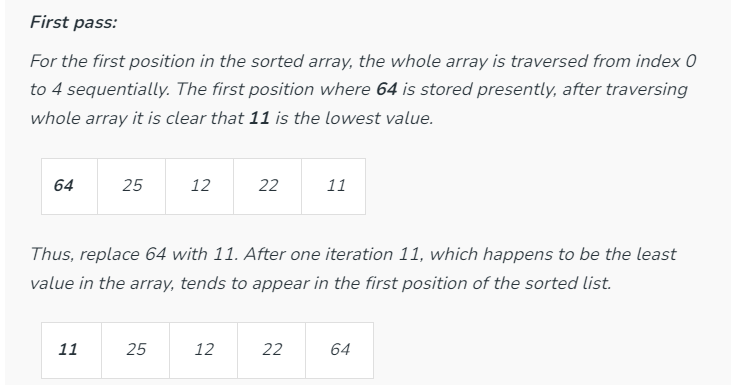 First pass:
For the first position in the sorted array, the whole array is traversed from index 0
to 4 sequentially. The first position where 64 is stored presently, after traversing
whole array it is clear that 11 is the lowest value.
64 25 12 22 11
Thus, replace 64 with 11. After one iteration 11, which happens to be the least
value in the array, tends to appear in the first position of the sorted list.
11 25 12 22 64